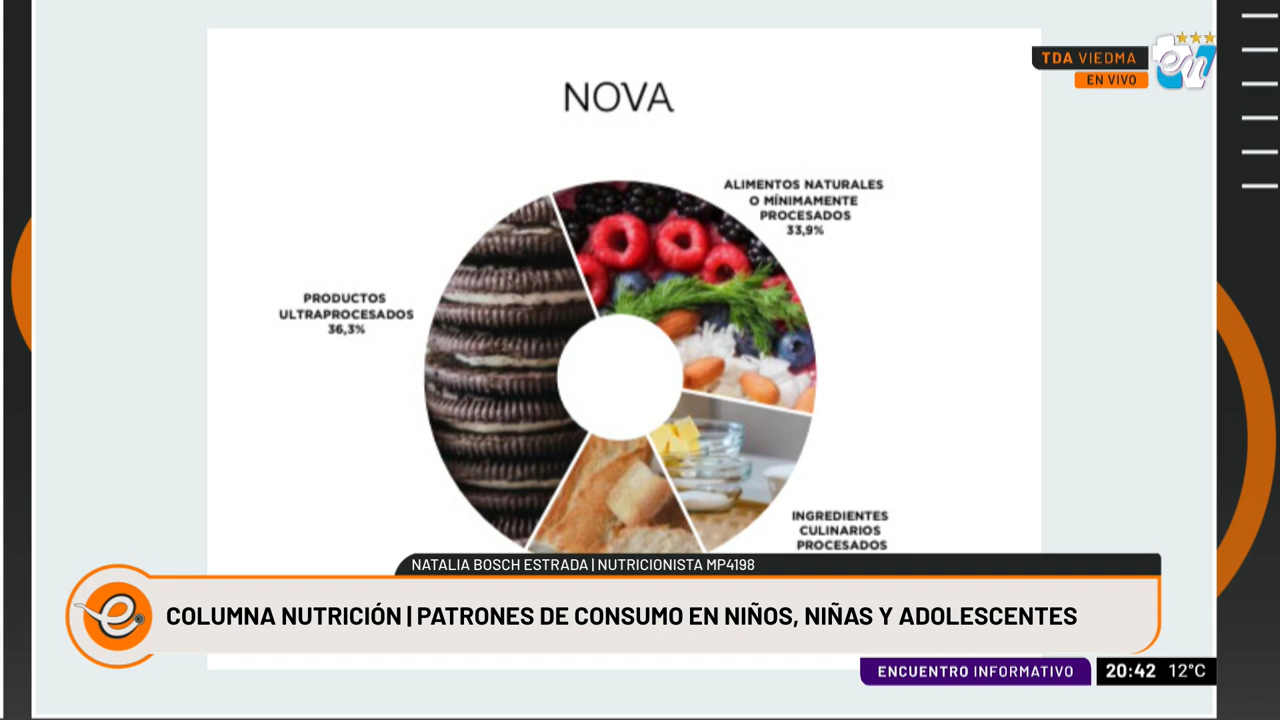 NOVA
TDA VIEDMA
EN VIVO
ALIMENTOS NATURALES
O MÍNIMAMENTE
PROCESADOS
33,9%
PRODUCTOS
ULTRAPROCESADOS
36,3%
INGREDIENTES
CULINARIOS
PROCESADOS
NATALIA BOSCH ESTRADA | NUTRICIONISTA MP4198
e
COLUMNA NUTRICIÓN | PATRONES DE CONSUMO EN NIÑOS, NIÑAS Y ADOLESCENTES
ENCUENTRO INFORMATIVO
20:42 12°C